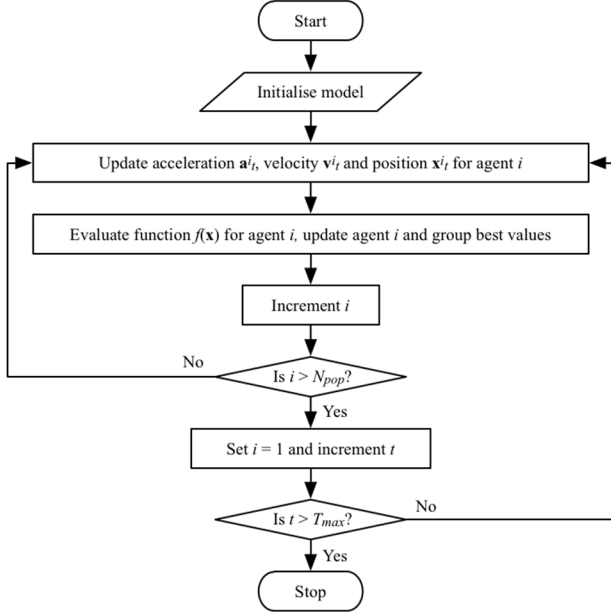 Start
Initialise model
Update acceleration aⁱₜ, velocity vⁱₜ and position xⁱₜ for agent i
Evaluate function f(x) for agent i, update agent i and group best values
Increment i
No
Is i > Nₚₒₚ?
Yes
Set i = 1 and increment t
Is t > Tₘₐₓ?
No
Yes
Stop